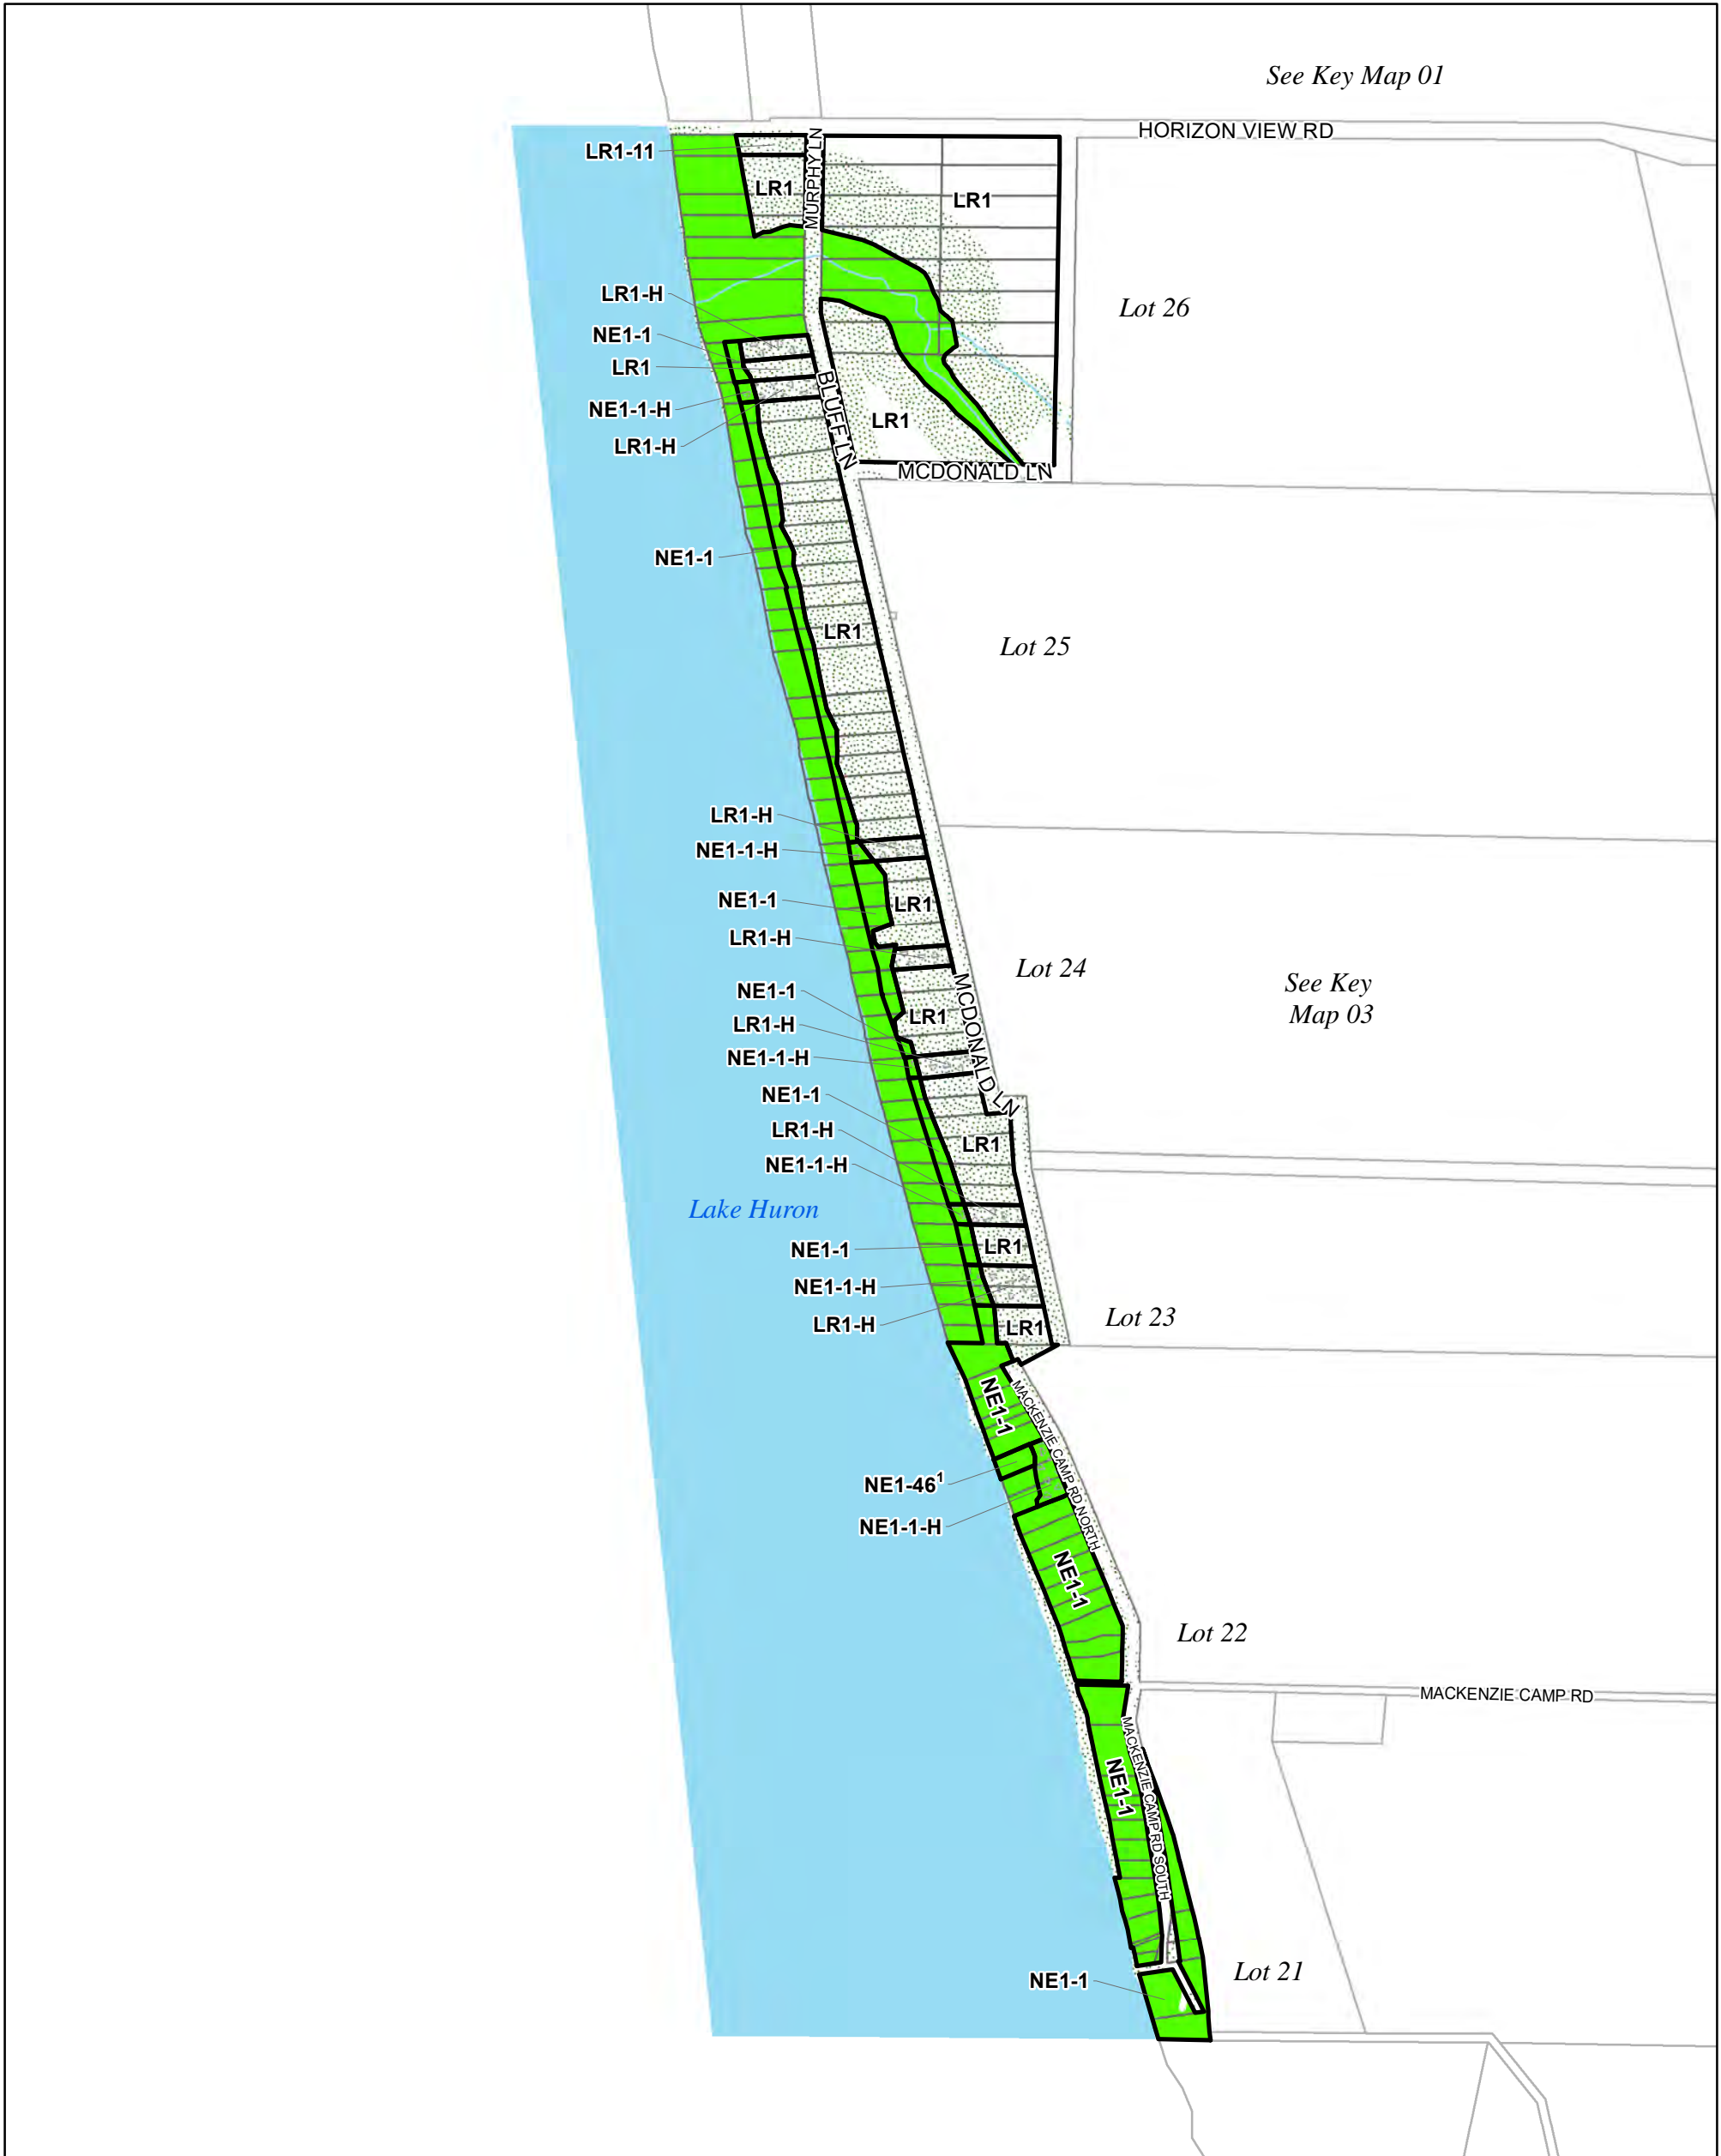 See Key Map 01
HORIZON VIEW RD
LR1-11
MURPHY LN
LR1
LR1
LR1-H
Lot 26
NE1-1
LR1
NE1-1-H
LR1-H
BLUFF LN
LR1
MCDONALD LN
NE1-1
LR1
Lot 25
LR1-H
NE1-1-H
NE1-1
LR1
LR1-H
Lot 24
See Key
Map 03
NE1-1
LR1
LR1-H
MCDONALD LN
NE1-1-H
NE1-1
LR1-H
LR1
NE1-1-H
Lake Huron
NE1-1
LR1
NE1-1-H
LR1-H
LR1
Lot 23
NE1-1
MACKENZIE CAMP RD NORTH
NE1-46¹
NE1-1-H
NE1-1
Lot 22
MACKENZIE CAMP RD
NE1-1
MACKENZIE CAMP RD SOUTH
NE1-1
Lot 21